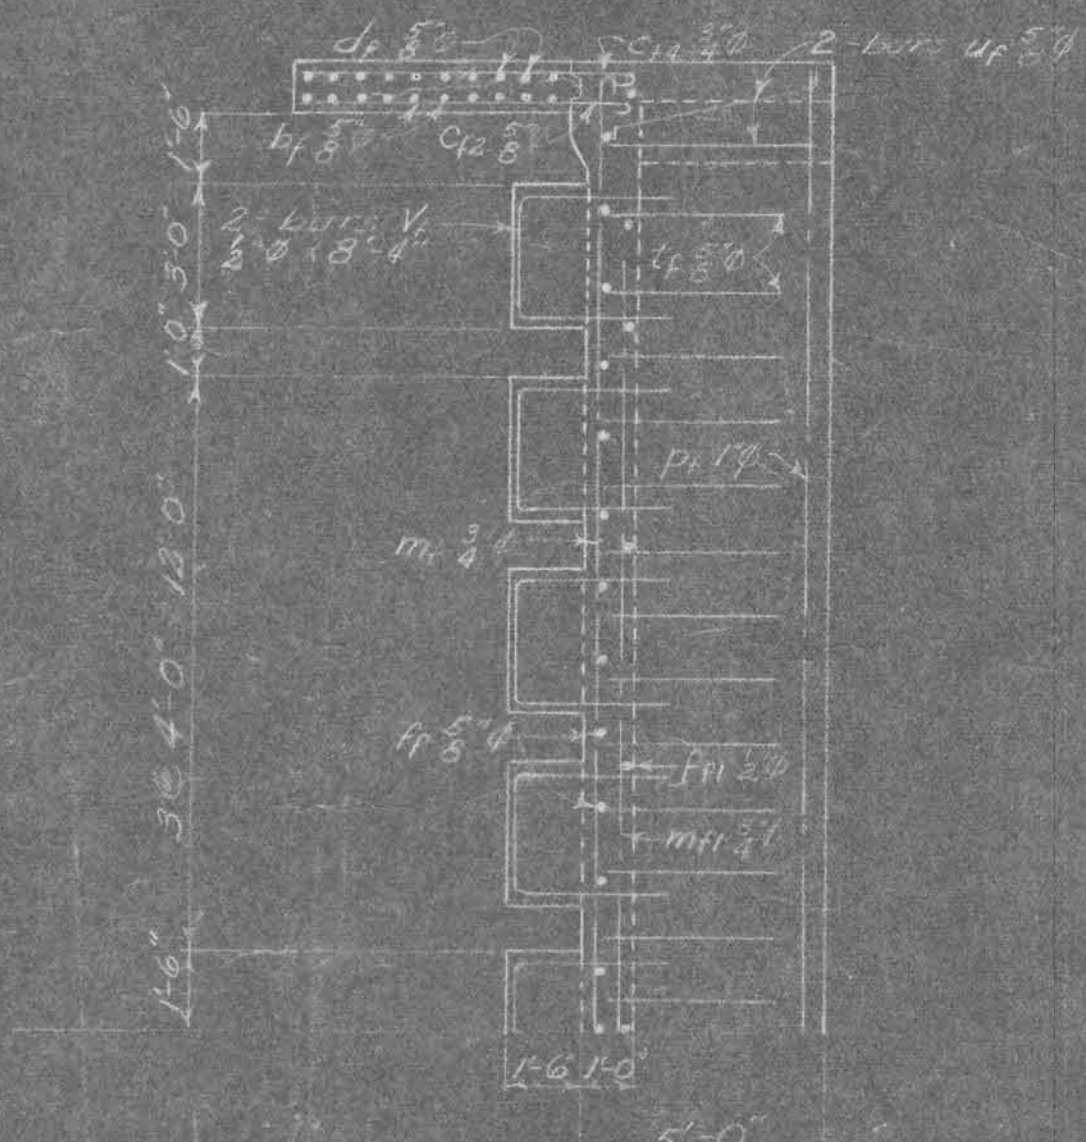 df 5/8"φ
cf4 3/4"φ
2-bars uf 5/8"φ
bf 5/8"φ
cf2 5/8"φ
1'-6"
2-bars V,
1/2"φ x 8'-4"
tf 5/8"φ
3'-0"
1'-0"
pf 1"φ
mf 3/4"φ
3@4'-0" 12'-0"
ff 5/8"φ
ff1 1/2"φ
mf1 3/4"φ
1'-6"
1'-6" 1'-0"
5'-0"